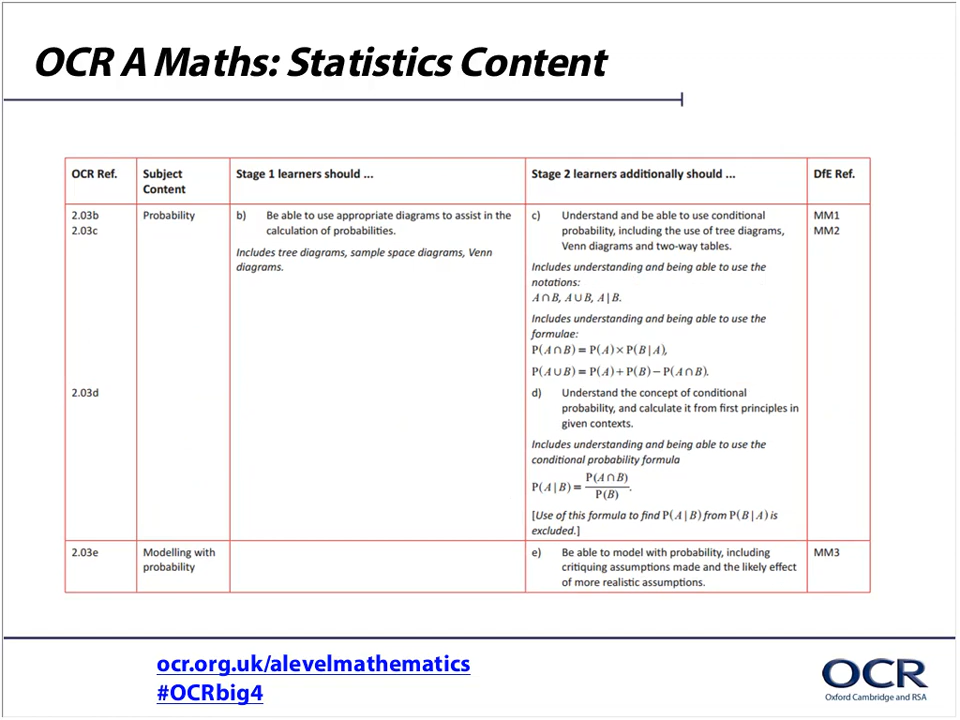 OCR A Maths: Statistics Content
OCR Ref.
Subject
Content
Stage 1 learners should ...
Stage 2 learners additionally should ...
DfE Ref.
2.03b
2.03c
Probability
b) Be able to use appropriate diagrams to assist in the
calculation of probabilities.
Includes tree diagrams, sample space diagrams, Venn
diagrams.
c) Understand and be able to use conditional
probability, including the use of tree diagrams,
Venn diagrams and two-way tables.
Includes understanding and being able to use the
notations:
A ∩ B, A ∪ B, A | B.
Includes understanding and being able to use the
formulae:
P(A ∩ B) = P(A) × P(B | A),
P(A ∪ B) = P(A) + P(B) − P(A ∩ B).
MM1
MM2
2.03d
d) Understand the concept of conditional
probability, and calculate it from first principles in
given contexts.
Includes understanding and being able to use the
conditional probability formula
P(A | B) = P(A ∩ B) / P(B).
[Use of this formula to find P(A | B) from P(B | A) is
excluded.]
2.03e
Modelling with
probability
e) Be able to model with probability, including
critiquing assumptions made and the likely effect
of more realistic assumptions.
MM3
ocr.org.uk/alevelmathematics
#OCRbig4
OCR
Oxford Cambridge and RSA